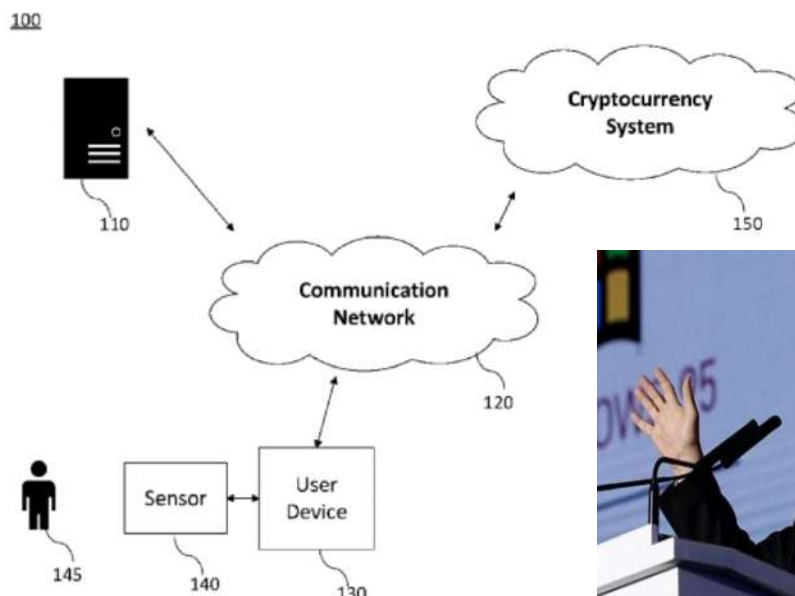 100
Cryptocurrency
System
110
150
Communication
Network
120
Sensor
User
Device
145
140
130